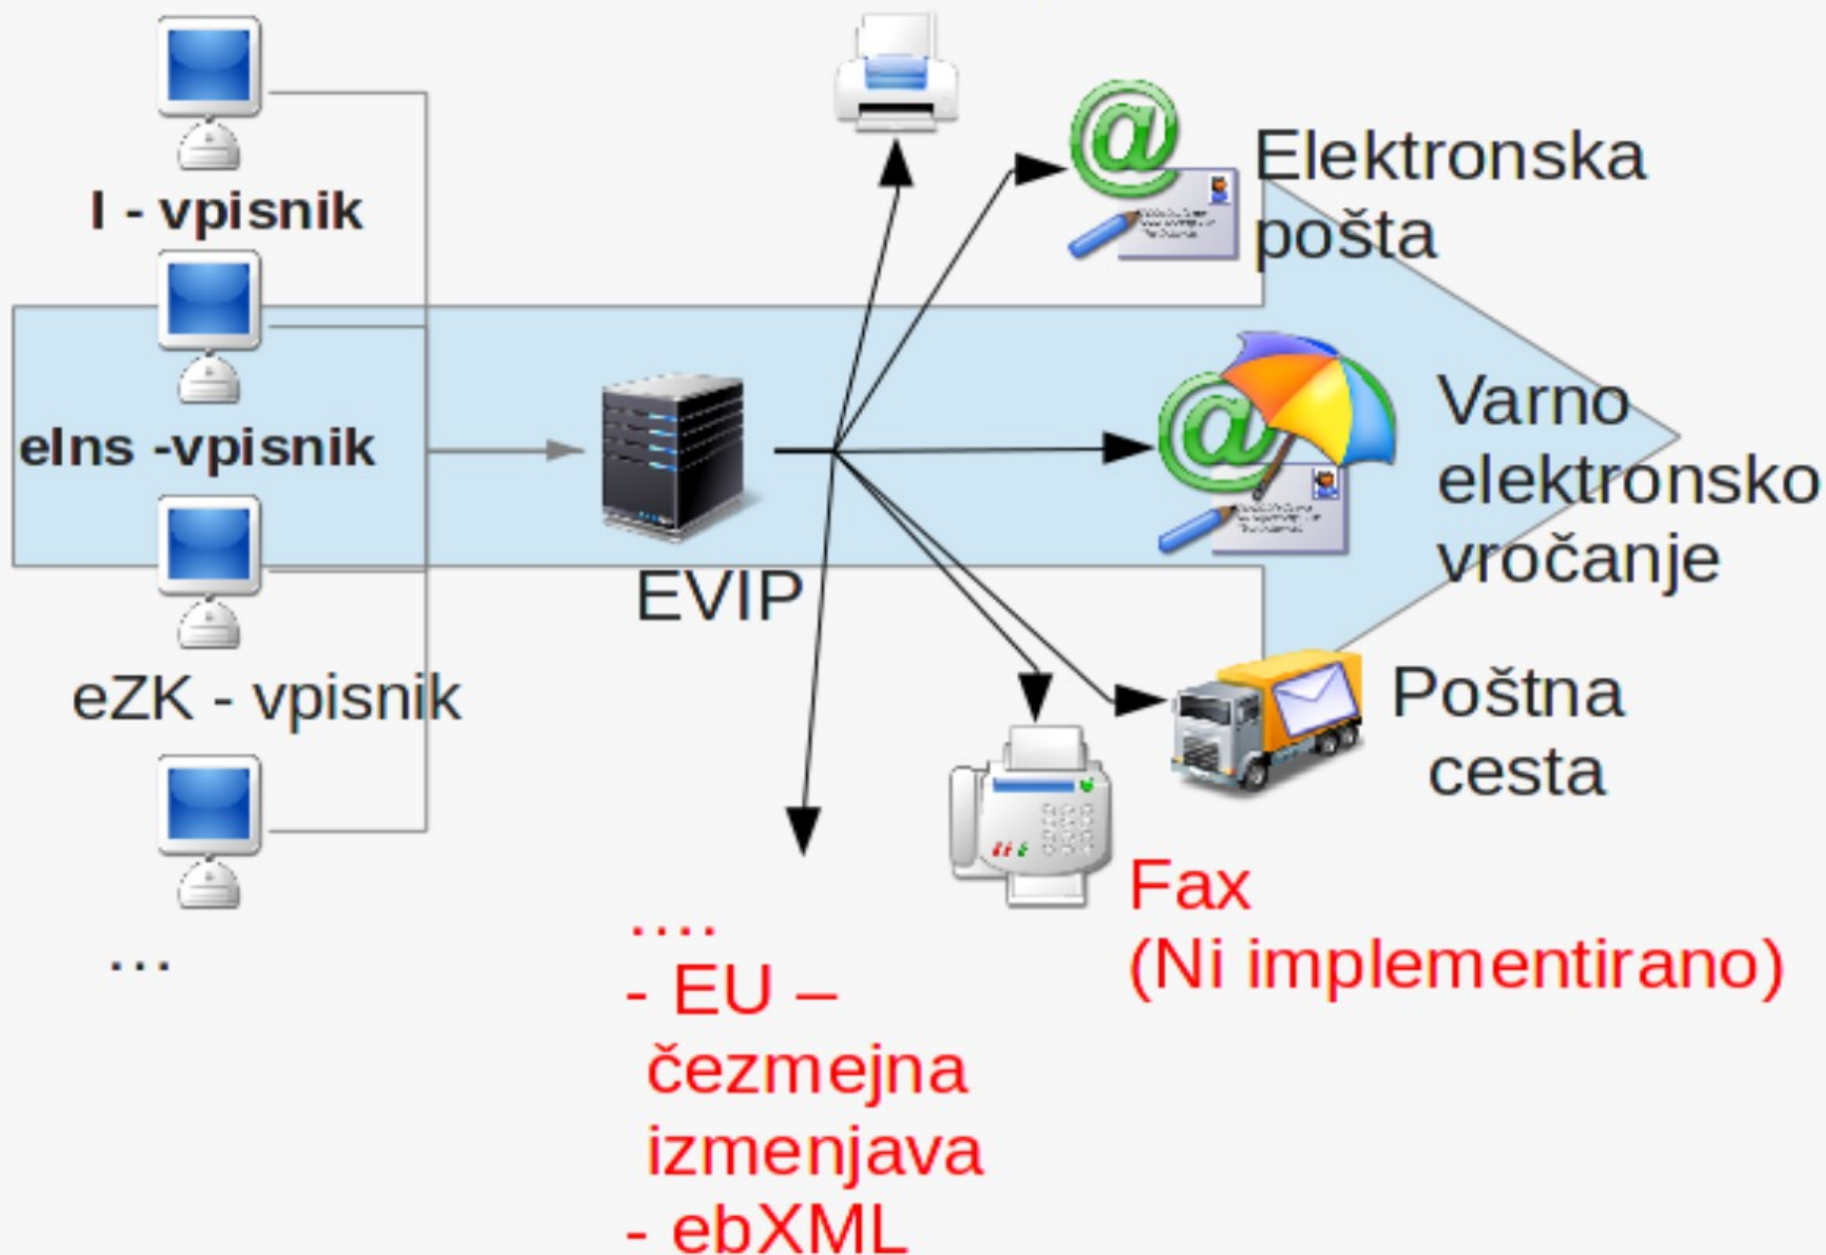 I - vpisnik
eIns -vpisnik
eZK - vpisnik
...
EVIP
Elektronska
pošta
Varno
elektronsko
vročanje
Poštna
cesta
Fax
(Ni implementirano)
....
- EU –
čezmejna
izmenjava
- ebXML